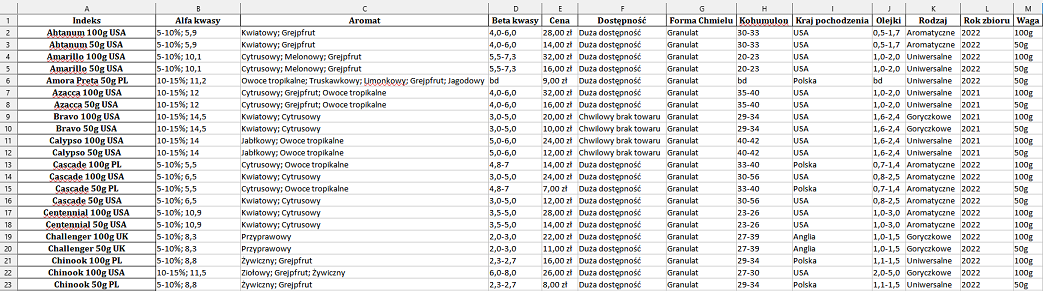 A B C D E F G H I J K L M
1 Indeks Alfa kwasy Aromat Beta kwasy Cena Dostępność Forma Chmielu Kohumulon Kraj pochodzenia Olejki Rodzaj Rok zbioru Waga
2 Ahtanum 100g USA 5-10%; 5,9 Kwiatowy; Grejpfrut 4,0-6,0 28,00 zł Duża dostępność Granulat 30-33 USA 0,5-1,7 Aromatyczne 2022 100g
3 Ahtanum 50g USA 5-10%; 5,9 Kwiatowy; Grejpfrut 4,0-6,0 14,00 zł Duża dostępność Granulat 30-33 USA 0,5-1,7 Aromatyczne 2022 50g
4 Amarillo 100g USA 5-10%; 10,1 Cytrusowy; Melonowy; Grejpfrut 5,5-7,3 32,00 zł Duża dostępność Granulat 20-23 USA 1,0-2,0 Uniwersalne 2022 100g
5 Amarillo 50g USA 5-10%; 10,1 Cytrusowy; Melonowy; Grejpfrut 5,5-7,3 16,00 zł Duża dostępność Granulat 20-23 USA 1,0-2,0 Uniwersalne 2022 50g
6 Amora Preta 50g PL 10-15%; 11,2 Owoce tropikalne; Truskawkowy; Limonkowy; Grejpfrut; Jagodowy bd 9,00 zł Duża dostępność Granulat bd Polska bd Uniwersalne 2022 50g
7 Azacca 100g USA 10-15%; 12 Cytrusowy; Grejpfrut; Owoce tropikalne 4,0-6,0 32,00 zł Duża dostępność Granulat 35-40 USA 1,0-2,0 Uniwersalne 2021 100g
8 Azacca 50g USA 10-15%; 12 Cytrusowy; Grejpfrut; Owoce tropikalne 4,0-6,0 16,00 zł Duża dostępność Granulat 35-40 USA 1,0-2,0 Uniwersalne 2021 50g
9 Bravo 100g USA 10-15%; 14,5 Kwiatowy; Cytrusowy 3,0-5,0 20,00 zł Chwilowy brak towaru Granulat 29-34 USA 1,6-2,4 Goryczkowe 2021 100g
10 Bravo 50g USA 10-15%; 14,5 Kwiatowy; Cytrusowy 3,0-5,0 10,00 zł Chwilowy brak towaru Granulat 29-34 USA 1,6-2,4 Goryczkowe 2021 50g
11 Calypso 100g USA 10-15%; 14 Jabłkowy; Owoce tropikalne 5,0-6,0 24,00 zł Chwilowy brak towaru Granulat 40-42 USA 1,6-2,4 Uniwersalne 2021 100g
12 Calypso 50g USA 10-15%; 14 Jabłkowy; Owoce tropikalne 5,0-6,0 12,00 zł Chwilowy brak towaru Granulat 40-42 USA 1,6-2,4 Uniwersalne 2021 50g
13 Cascade 100g PL 5-10%; 5,5 Cytrusowy; Owoce tropikalne 4,8-7 14,00 zł Duża dostępność Granulat 33-40 Polska 0,7-1,4 Aromatyczne 2022 100g
14 Cascade 100g USA 5-10%; 6,5 Kwiatowy; Cytrusowy 3,0-5,0 24,00 zł Duża dostępność Granulat 30-56 USA 0,8-2,5 Aromatyczne 2022 100g
15 Cascade 50g PL 5-10%; 5,5 Cytrusowy; Owoce tropikalne 4,8-7 7,00 zł Duża dostępność Granulat 33-40 Polska 0,7-1,4 Aromatyczne 2022 50g
16 Cascade 50g USA 5-10%; 6,5 Kwiatowy; Cytrusowy 3,0-5,0 12,00 zł Duża dostępność Granulat 30-56 USA 0,8-2,5 Aromatyczne 2022 50g
17 Centennial 100g USA 5-10%; 10,9 Kwiatowy; Cytrusowy 3,5-5,0 28,00 zł Duża dostępność Granulat 23-26 USA 1,0-3,0 Aromatyczne 2022 100g
18 Centennial 50g USA 5-10%; 10,9 Kwiatowy; Cytrusowy 3,5-5,0 14,00 zł Duża dostępność Granulat 23-26 USA 1,0-3,0 Aromatyczne 2022 50g
19 Challenger 100g UK 5-10%; 8,3 Przyprawowy 2,0-3,0 22,00 zł Duża dostępność Granulat 27-39 Anglia 1,0-1,5 Goryczkowe 2022 100g
20 Challenger 50g UK 5-10%; 8,3 Przyprawowy 2,0-3,0 11,00 zł Duża dostępność Granulat 27-39 Anglia 1,0-1,5 Goryczkowe 2022 50g
21 Chinook 100g PL 5-10%; 8,8 Żywiczny; Grejpfrut 2,3-2,7 16,00 zł Duża dostępność Granulat 29-34 Polska 1,1-1,5 Uniwersalne 2022 100g
22 Chinook 100g USA 10-15%; 11,5 Ziołowy; Grejpfrut; Żywiczny 6,0-8,0 26,00 zł Duża dostępność Granulat 27-30 USA 2,0-5,0 Goryczkowe 2022 100g
23 Chinook 50g PL 5-10%; 8,8 Żywiczny; Grejpfrut 2,3-2,7 8,00 zł Duża dostępność Granulat 29-34 Polska 1,1-1,5 Uniwersalne 2022 50g